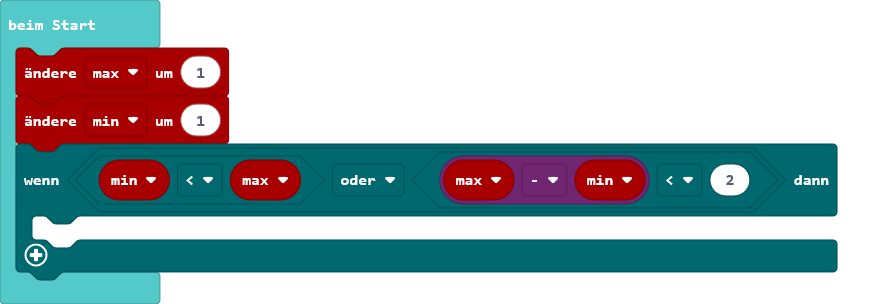 beim Start
ändere max um 1
ändere min um 1
wenn min < max oder max - min < 2 dann